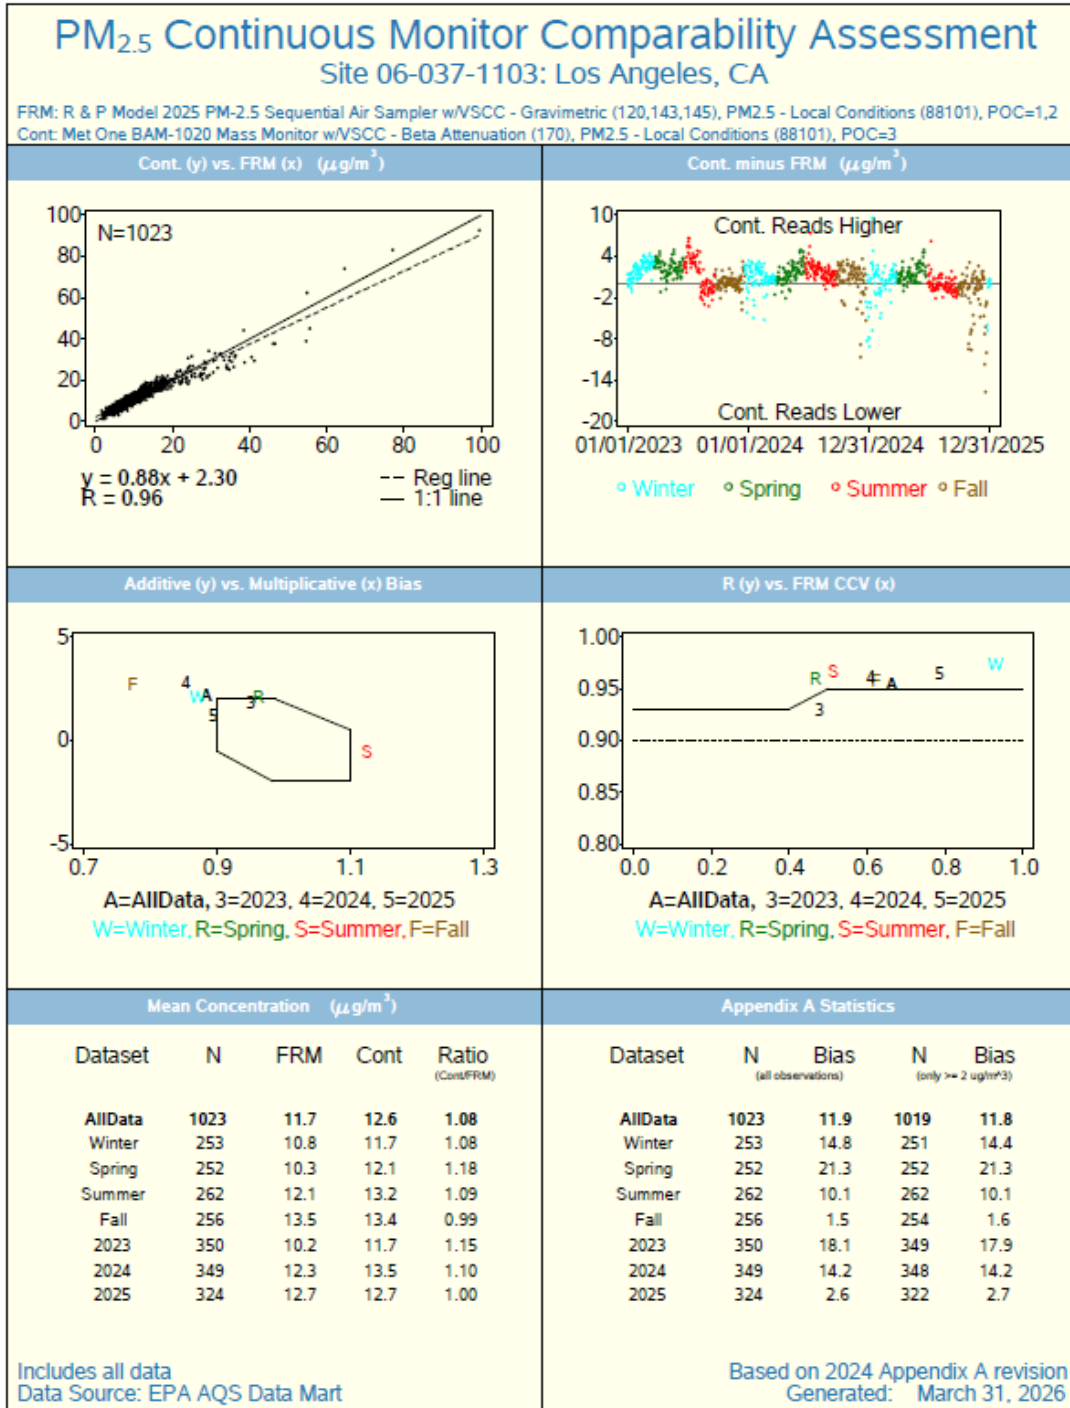 PM2.5 Continuous Monitor Comparability Assessment
Site 06-037-1103: Los Angeles, CA
FRM: R & P Model 2025 PM-2.5 Sequential Air Sampler w/VSCC - Gravimetric (120,143,145), PM2.5 - Local Conditions (88101), POC=1,2
Cont: Met One BAM-1020 Mass Monitor w/VSCC - Beta Attenuation (170), PM2.5 - Local Conditions (88101), POC=3
Cont. (y) vs. FRM (x) (μg/m³)
100
80
60
40
20
0
N=1023
0 20 40 60 80 100
y = 0.88x + 2.30
R = 0.96
--- Reg line
— 1:1 line
Cont. minus FRM (μg/m³)
10
4
-2
-8
-14
-20
Cont. Reads Higher
Cont. Reads Lower
01/01/2023 01/01/2024 12/31/2024 12/31/2025
Winter Spring Summer Fall
Additive (y) vs. Multiplicative (x) Bias
5
0
-5
F 4 W A 5 3 R S
0.7 0.9 1.1 1.3
A=AllData, 3=2023, 4=2024, 5=2025
W=Winter, R=Spring, S=Summer, F=Fall
R (y) vs. FRM CCV (x)
1.00
0.95
0.90
0.85
0.80
R S 3 4 F A 5 W
0.0 0.2 0.4 0.6 0.8 1.0
A=AllData, 3=2023, 4=2024, 5=2025
W=Winter, R=Spring, S=Summer, F=Fall
Mean Concentration (μg/m³)
Dataset N FRM Cont Ratio
(Cont/FRM)
AllData 1023 11.7 12.6 1.08
Winter 253 10.8 11.7 1.08
Spring 252 10.3 12.1 1.18
Summer 262 12.1 13.2 1.09
Fall 256 13.5 13.4 0.99
2023 350 10.2 11.7 1.15
2024 349 12.3 13.5 1.10
2025 324 12.7 12.7 1.00
Includes all data
Data Source: EPA AQS Data Mart
Appendix A Statistics
Dataset N Bias N Bias
(all observations) (only >= 2 ug/m^3)
AllData 1023 11.9 1019 11.8
Winter 253 14.8 251 14.4
Spring 252 21.3 252 21.3
Summer 262 10.1 262 10.1
Fall 256 1.5 254 1.6
2023 350 18.1 349 17.9
2024 349 14.2 348 14.2
2025 324 2.6 322 2.7
Based on 2024 Appendix A revision
Generated: March 31, 2026